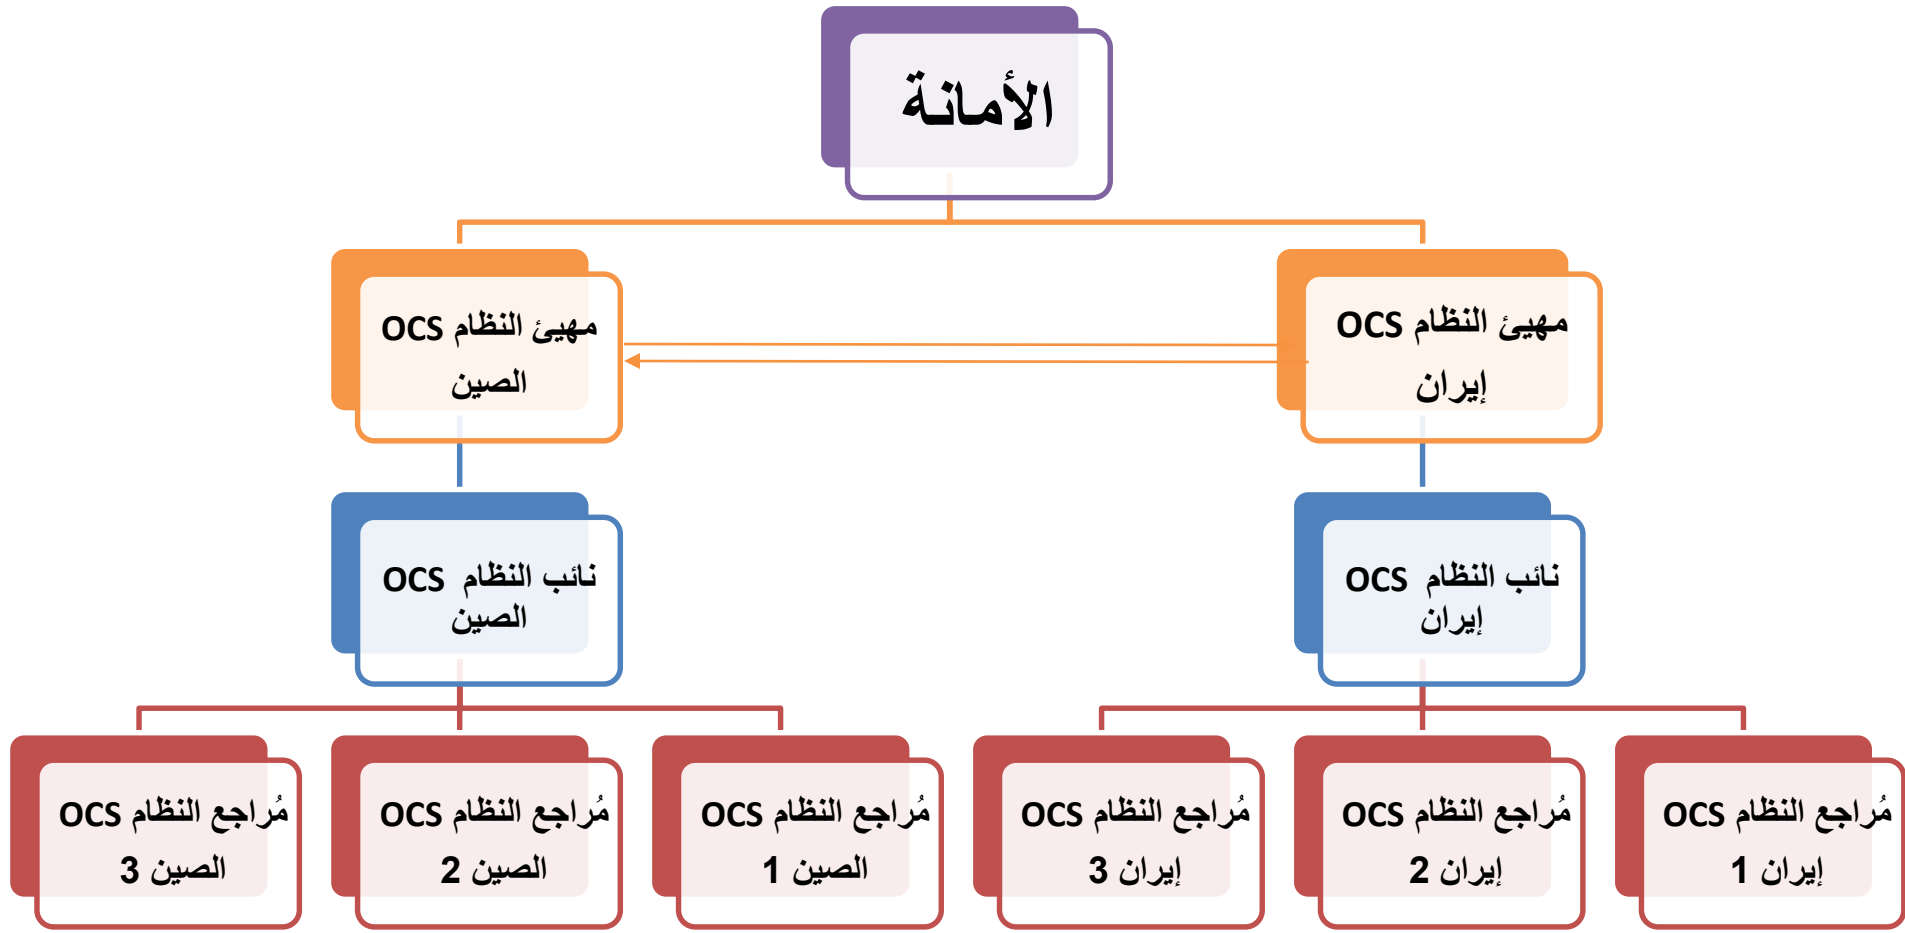 الأمانة
مهيئ النظام OCS
إيران
مهيئ النظام OCS
الصين
نائب النظام OCS
إيران
نائب النظام OCS
الصين
مُراجع النظام OCS
إيران 1
مُراجع النظام OCS
إيران 2
مُراجع النظام OCS
إيران 3
مُراجع النظام OCS
الصين 1
مُراجع النظام OCS
الصين 2
مُراجع النظام OCS
الصين 3